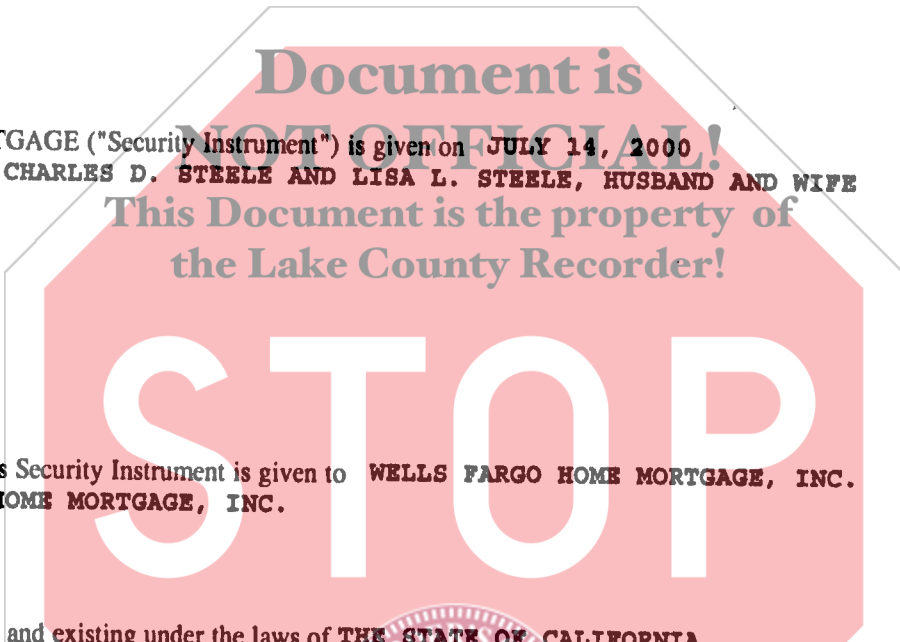 Document is
NOT OFFICIAL!
TGAGE ("Security Instrument") is given on JULY 14, 2000
CHARLES D. STEELE AND LISA L. STEELE, HUSBAND AND WIFE
This Document is the property of
the Lake County Recorder!
STOP
s Security Instrument is given to WELLS FARGO HOME MORTGAGE, INC.
HOME MORTGAGE, INC.
and existing under the laws of THE STATE OF CALIFORNIA